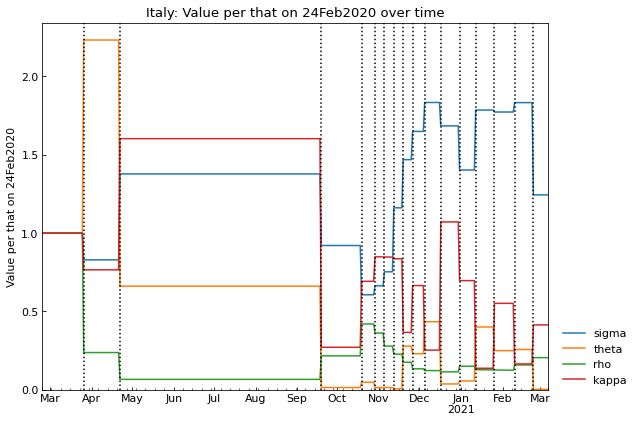 Italy: Value per that on 24Feb2020 over time
Value per that on 24Feb2020
2.0
1.5
1.0
0.5
0.0
Mar Apr May Jun Jul Aug Sep Oct Nov Dec Jan Feb Mar
2021
sigma
theta
rho
kappa